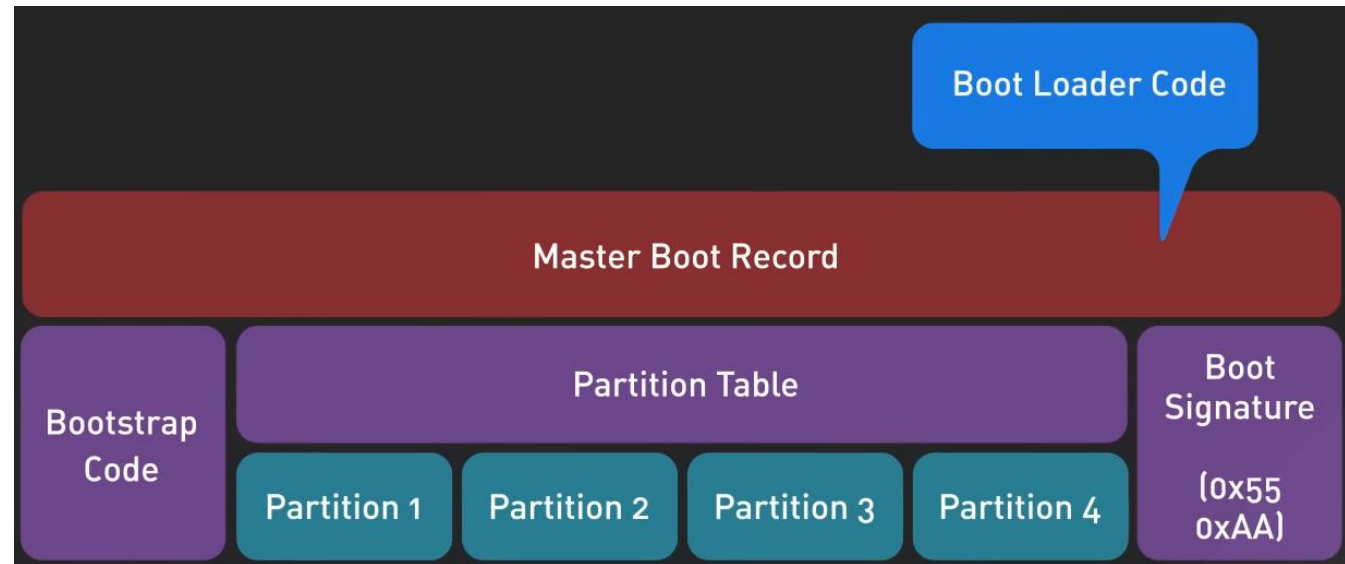 Boot Loader Code
Master Boot Record
Bootstrap
Code
Partition Table
Partition 1
Partition 2
Partition 3
Partition 4
Boot
Signature
(0x55
0xAA)